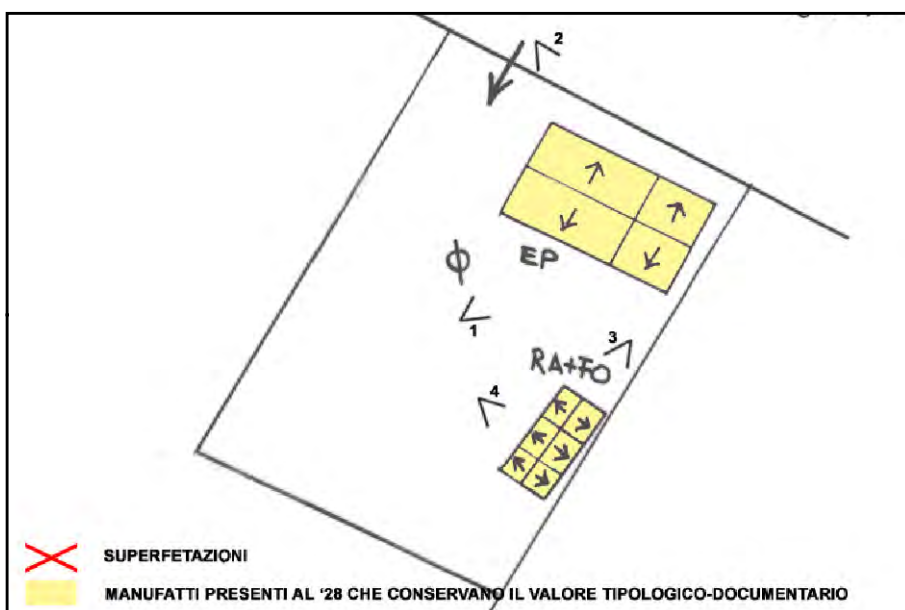 2
EP
Φ
1
3
RA+FO
4
SUPERFETAZIONI
MANUFATTI PRESENTI AL '28 CHE CONSERVANO IL VALORE TIPOLOGICO-DOCUMENTARIO